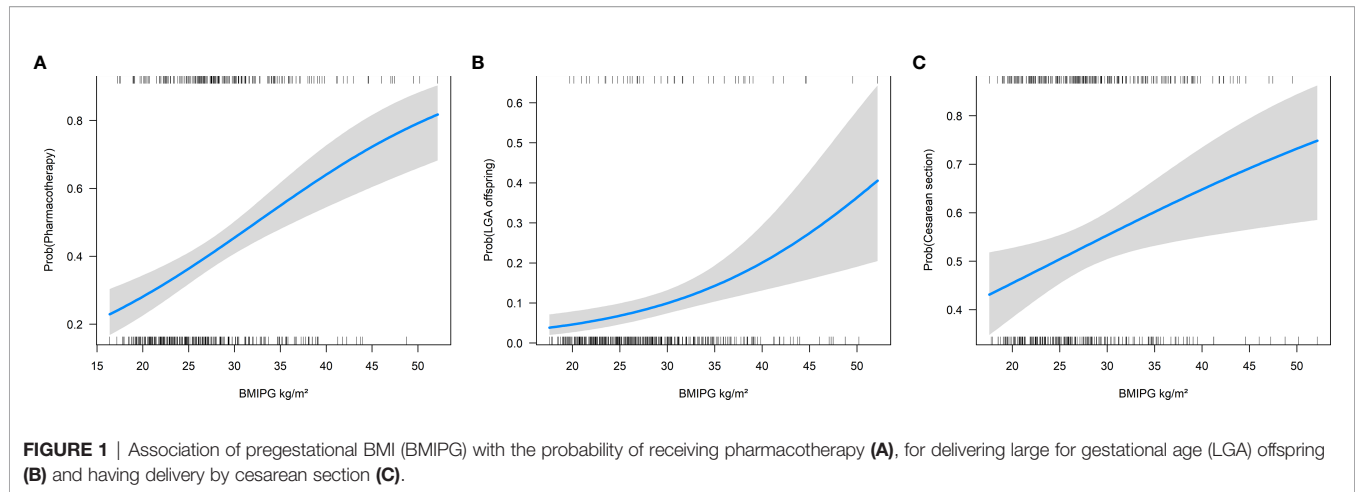 A
B
C
Prob(Pharmacotherapy)
0.8
0.6
0.4
0.2
15 20 25 30 35 40 45 50
BMIPG kg/m²
Prob(LGA offspring)
0.6
0.5
0.4
0.3
0.2
0.1
0.0
20 25 30 35 40 45 50
BMIPG kg/m²
Prob(Cesarean section)
0.8
0.7
0.6
0.5
0.4
20 25 30 35 40 45 50
BMIPG kg/m²
FIGURE 1 | Association of pregestational BMI (BMIPG) with the probability of receiving pharmacotherapy (A), for delivering large for gestational age (LGA) offspring
(B) and having delivery by cesarean section (C).